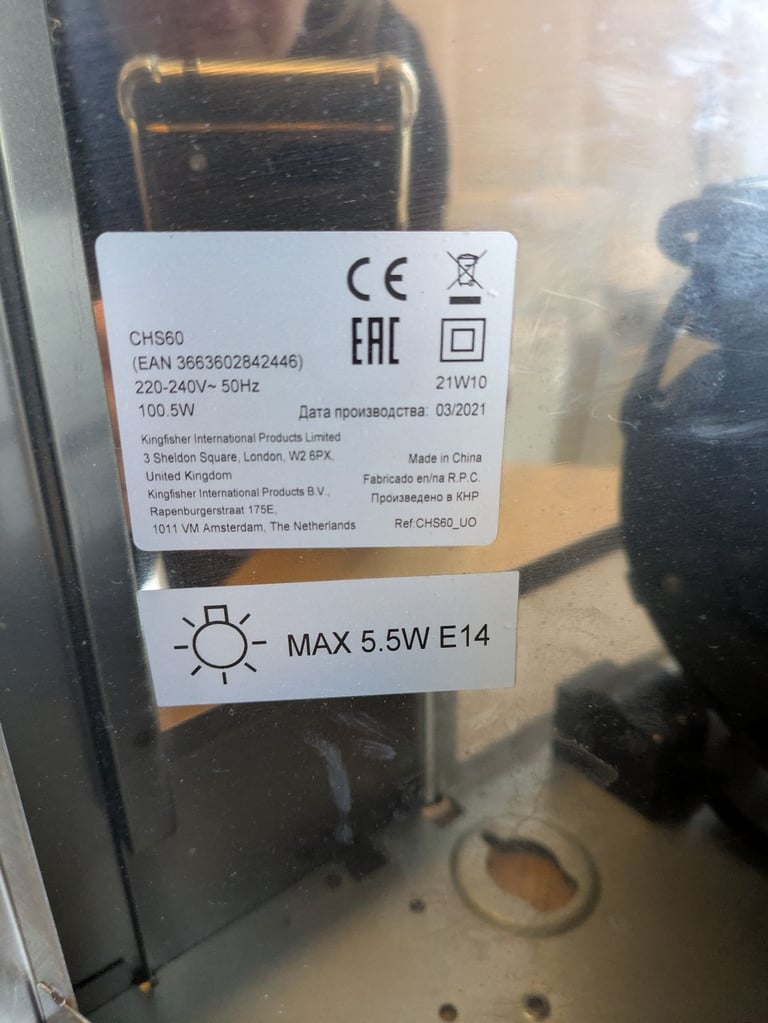 CE
EAC
CHS60
(EAN 3663602842446)
220-240V~ 50Hz
100.5W
21W10
Дата производства: 03/2021
Kingfisher International Products Limited
3 Sheldon Square, London, W2 6PX,
United Kingdom
Kingfisher International Products B.V.,
Rapenburgerstraat 175E,
1011 VM Amsterdam, The Netherlands
Made in China
Fabricado en/na R.P.C.
Произведено в КНР
Ref:CHS60_UO
MAX 5.5W E14